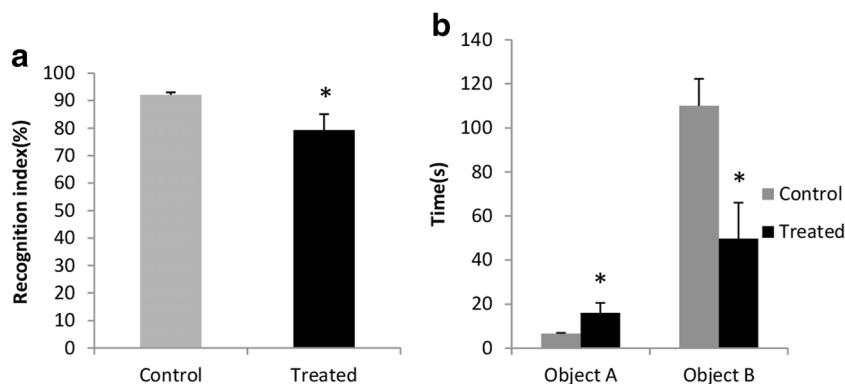 a
Recognition index(%)
100
90
80
70
60
50
40
30
20
10
0
*
Control
Treated
b
Time(s)
140
120
100
80
60
40
20
0
*
*
Control
Treated
Object A
Object B